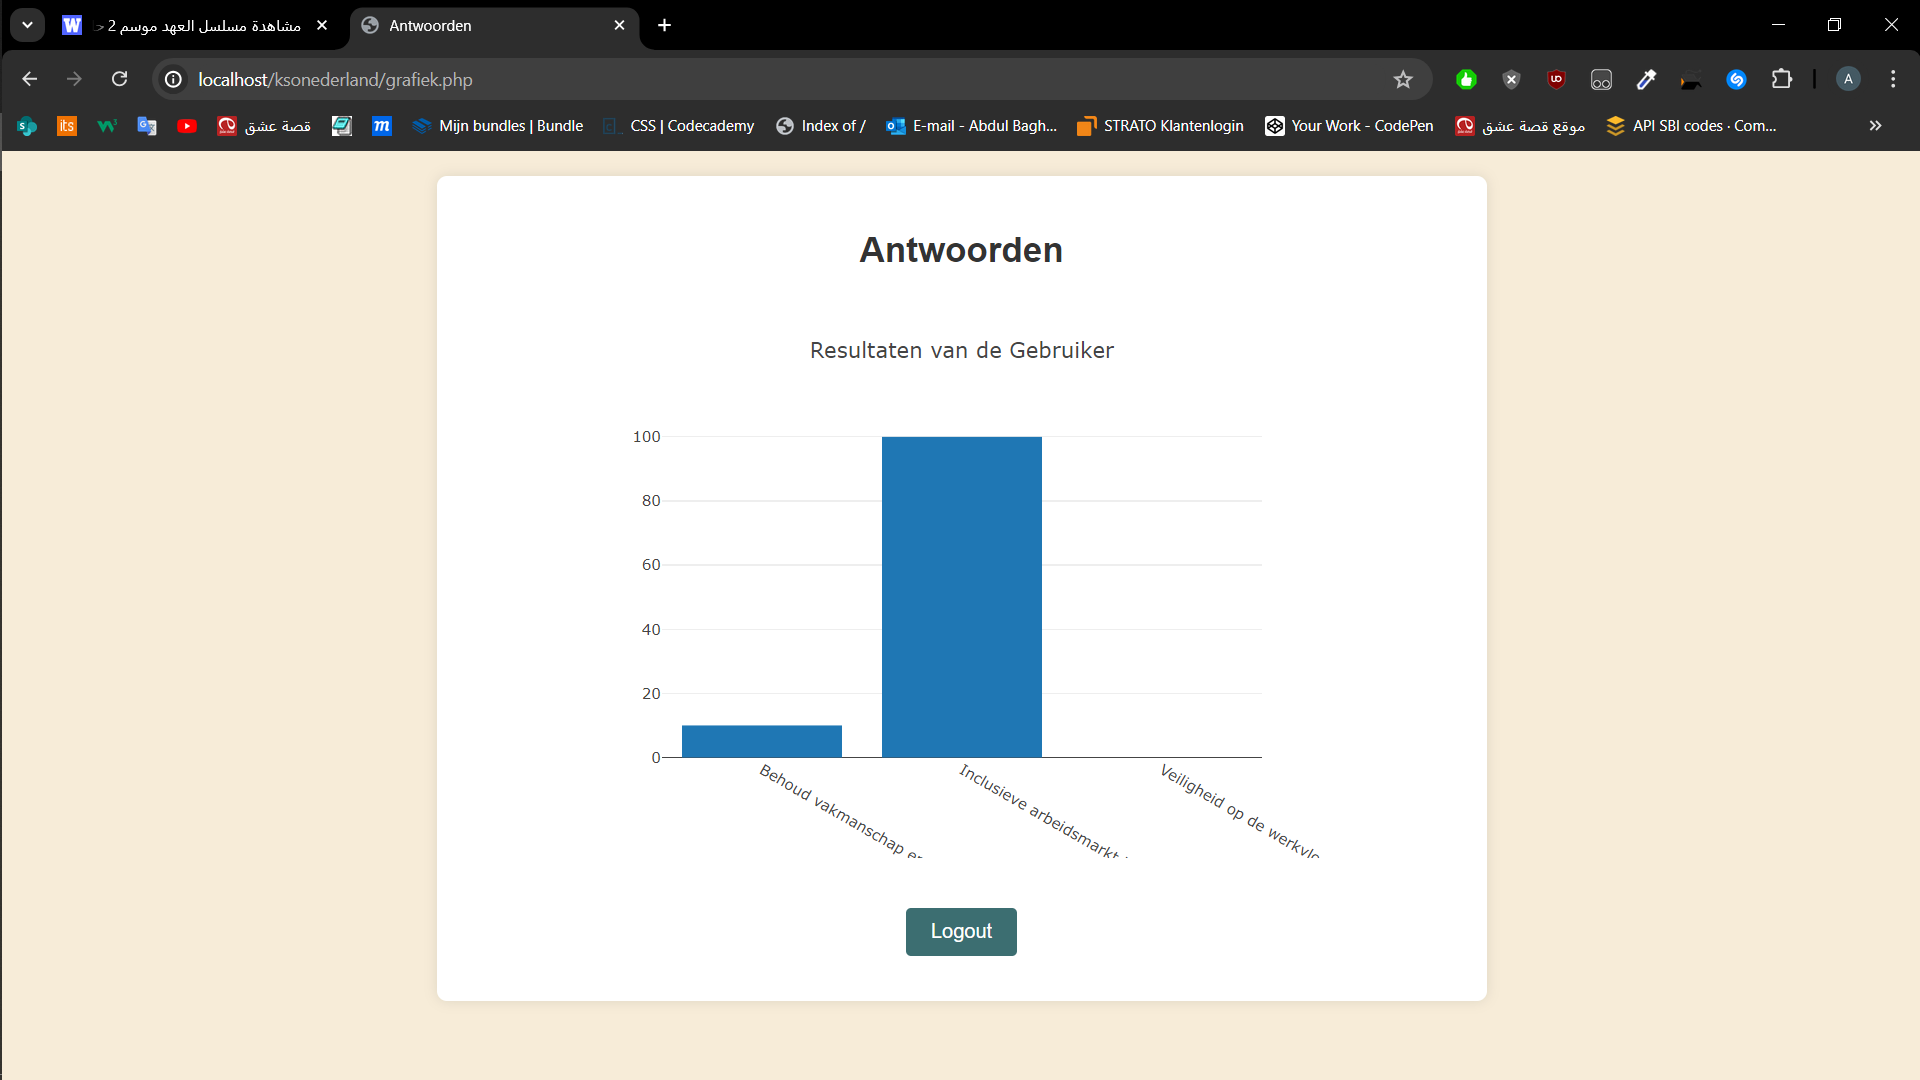 مشاهدة مسلسل العهد موسم 2
Antwoorden
localhost/ksonederland/grafiek.php
قصة عشق
Mijn bundles | Bundle
CSS | Codecademy
Index of /
E-mail - Abdul Bagh...
STRATO Klantenlogin
Your Work - CodePen
موقع قصة عشق
API SBI codes · Com...
Antwoorden
Resultaten van de Gebruiker
100
80
60
40
20
0
Behoud vakmanschap
Inclusieve arbeidsmarkt
Veiligheid op de
Logout